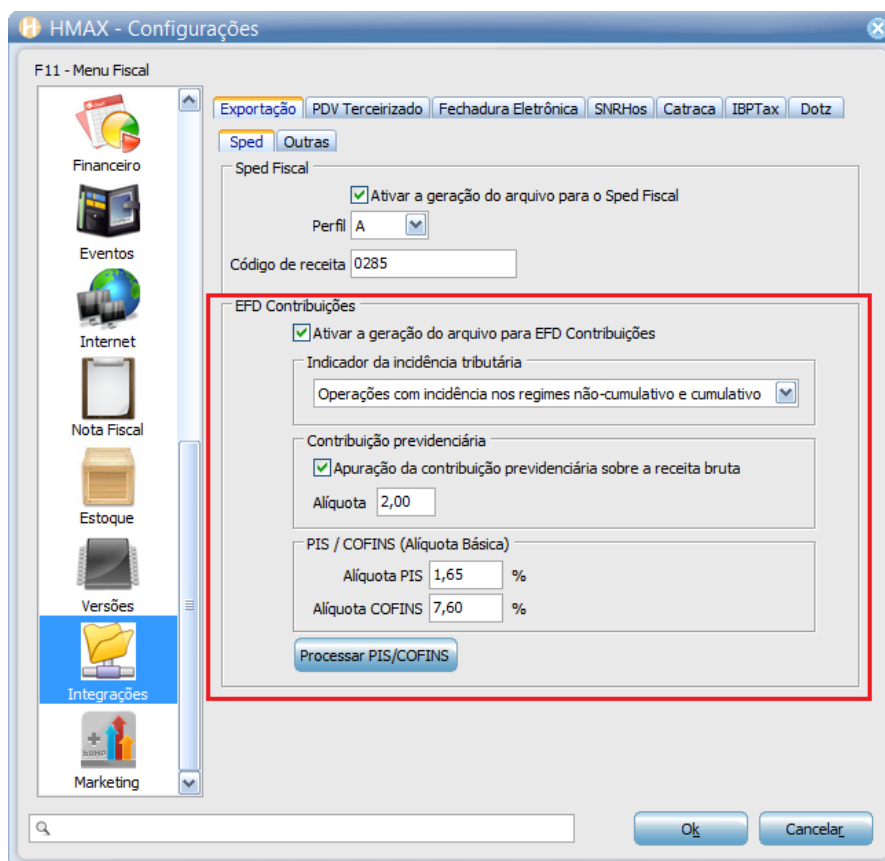 HMAX - Configurações
F11 - Menu Fiscal
Financeiro
Eventos
Internet
Nota Fiscal
Estoque
Versões
Integrações
bump
Marketing
Exportação PDV Terceirizado Fechadura Eletrônica SNRHos Catraca IBPTax Dotz
Sped Outras
Sped Fiscal
Ativar a geração do arquivo para o Sped Fiscal
Perfil A
Código de receita 0285
EFD Contribuições
Ativar a geração do arquivo para EFD Contribuições
Indicador da incidência tributária
Operações com incidência nos regimes não-cumulativo e cumulativo
Contribuição previdenciária
Apuração da contribuição previdenciária sobre a receita bruta
Alíquota 2,00
PIS / COFINS (Alíquota Básica)
Alíquota PIS 1,65 %
Alíquota COFINS 7,60 %
Processar PIS/COFINS
Ok Cancelar